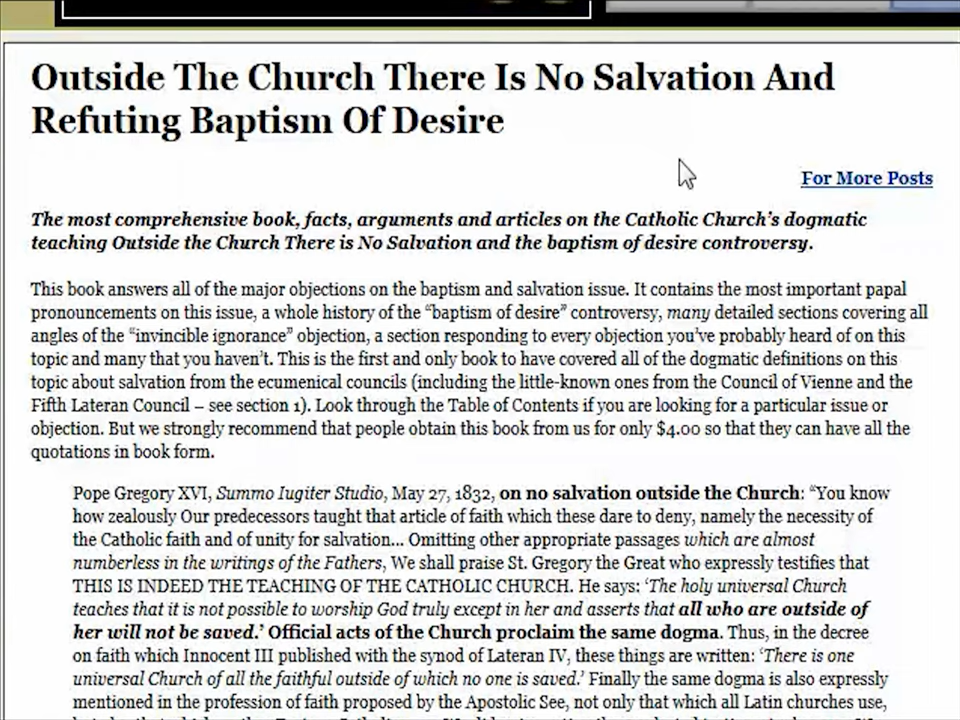 Outside The Church There Is No Salvation And
Refuting Baptism Of Desire
For More Posts
The most comprehensive book, facts, arguments and articles on the Catholic Church's dogmatic
teaching Outside the Church There is No Salvation and the baptism of desire controversy.
This book answers all of the major objections on the baptism and salvation issue. It contains the most important papal
pronouncements on this issue, a whole history of the “baptism of desire” controversy, many detailed sections covering all
angles of the “invincible ignorance” objection, a section responding to every objection you've probably heard of on this
topic and many that you haven't. This is the first and only book to have covered all of the dogmatic definitions on this
topic about salvation from the ecumenical councils (including the little-known ones from the Council of Vienne and the
Fifth Lateran Council – see section 1). Look through the Table of Contents if you are looking for a particular issue or
objection. But we strongly recommend that people obtain this book from us for only $4.00 so that they can have all the
quotations in book form.
Pope Gregory XVI, Summo Iugiter Studio, May 27, 1832, on no salvation outside the Church: “You know
how zealously Our predecessors taught that article of faith which these dare to deny, namely the necessity of
the Catholic faith and of unity for salvation... Omitting other appropriate passages which are almost
numberless in the writings of the Fathers, We shall praise St. Gregory the Great who expressly testifies that
THIS IS INDEED THE TEACHING OF THE CATHOLIC CHURCH. He says: ‘The holy universal Church
teaches that it is not possible to worship God truly except in her and asserts that all who are outside of
her will not be saved.’ Official acts of the Church proclaim the same dogma. Thus, in the decree
on faith which Innocent III published with the synod of Lateran IV, these things are written: ‘There is one
universal Church of all the faithful outside of which no one is saved.’ Finally the same dogma is also expressly
mentioned in the profession of faith proposed by the Apostolic See, not only that which all Latin churches use,